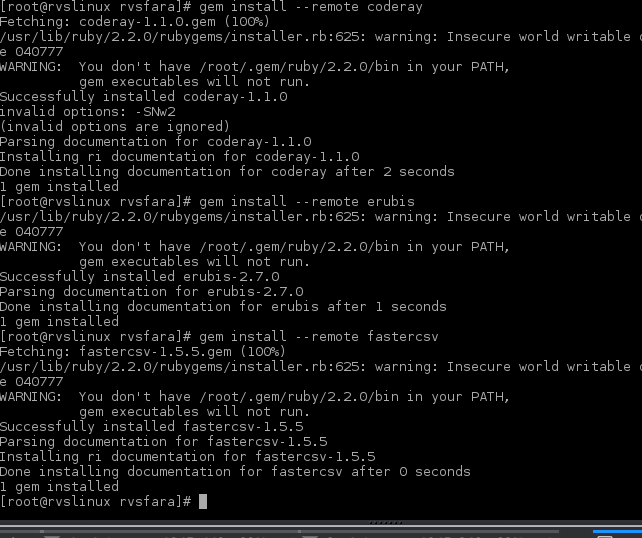 [root@rvslinux rvsfara]# gem install --remote coderay
Fetching: coderay-1.1.0.gem (100%)
/usr/lib/ruby/2.2.0/rubygems/installer.rb:625: warning: Insecure world writable
e 040777
WARNING:  You don't have /root/.gem/ruby/2.2.0/bin in your PATH,
          gem executables will not run.
Successfully installed coderay-1.1.0
invalid options: -SNw2
(invalid options are ignored)
Parsing documentation for coderay-1.1.0
Installing ri documentation for coderay-1.1.0
Done installing documentation for coderay after 2 seconds
1 gem installed
[root@rvslinux rvsfara]# gem install --remote erubis
/usr/lib/ruby/2.2.0/rubygems/installer.rb:625: warning: Insecure world writable
e 040777
WARNING:  You don't have /root/.gem/ruby/2.2.0/bin in your PATH,
          gem executables will not run.
Successfully installed erubis-2.7.0
Parsing documentation for erubis-2.7.0
Done installing documentation for erubis after 1 seconds
1 gem installed
[root@rvslinux rvsfara]# gem install --remote fastercsv
Fetching: fastercsv-1.5.5.gem (100%)
/usr/lib/ruby/2.2.0/rubygems/installer.rb:625: warning: Insecure world writable
e 040777
WARNING:  You don't have /root/.gem/ruby/2.2.0/bin in your PATH,
          gem executables will not run.
Successfully installed fastercsv-1.5.5
Parsing documentation for fastercsv-1.5.5
Installing ri documentation for fastercsv-1.5.5
Done installing documentation for fastercsv after 0 seconds
1 gem installed
[root@rvslinux rvsfara]#